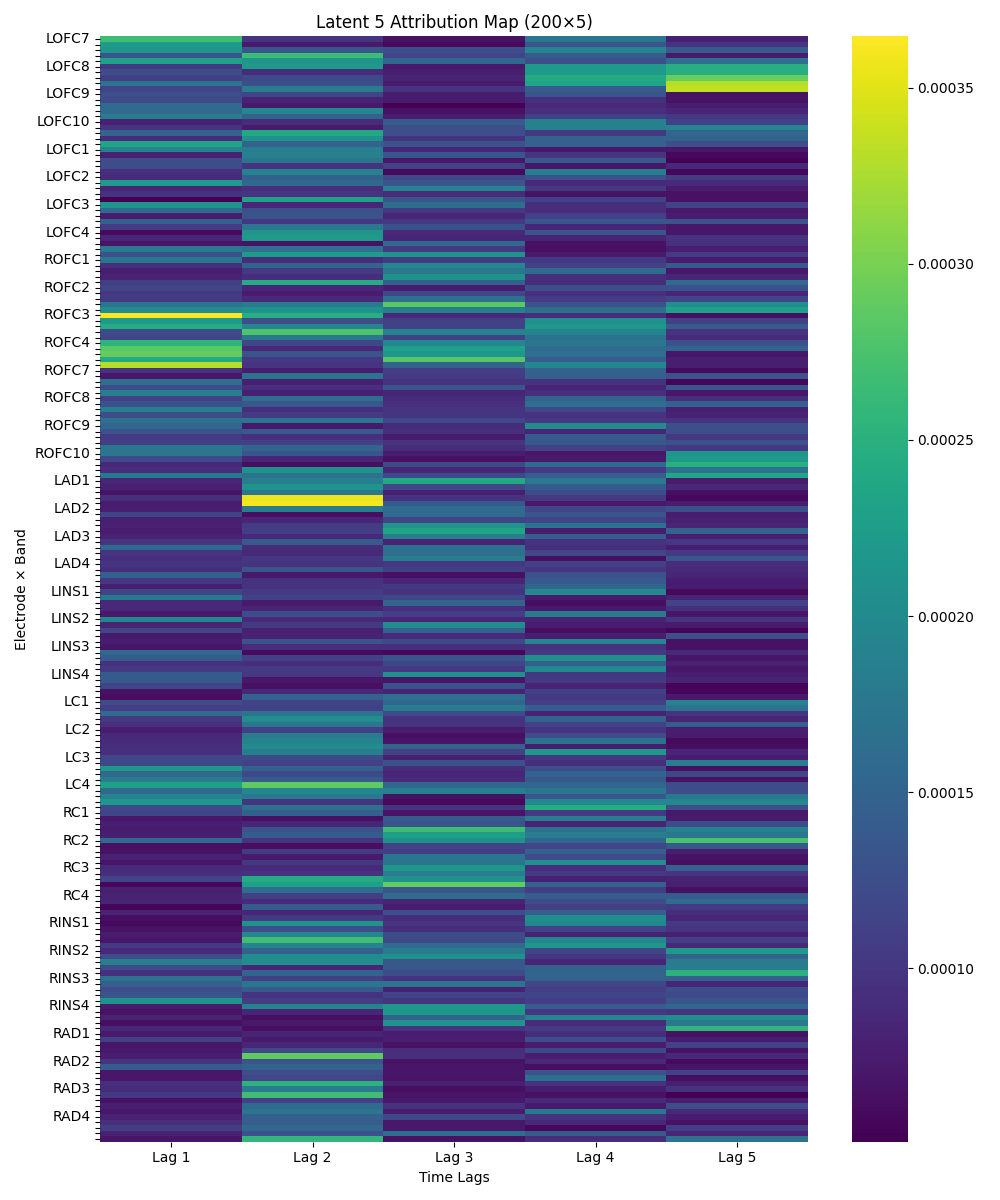 Latent 5 Attribution Map (200×5)
LOFC7
LOFC8
LOFC9
LOFC10
LOFC1
LOFC2
LOFC3
LOFC4
ROFC1
ROFC2
ROFC3
ROFC4
ROFC7
ROFC8
ROFC9
ROFC10
LAD1
LAD2
LAD3
LAD4
LINS1
LINS2
LINS3
LINS4
LC1
LC2
LC3
LC4
RC1
RC2
RC3
RC4
RINS1
RINS2
RINS3
RINS4
RAD1
RAD2
RAD3
RAD4
Electrode × Band
Lag 1
Lag 2
Lag 3
Lag 4
Lag 5
Time Lags
0.00035
0.00030
0.00025
0.00020
0.00015
0.00010